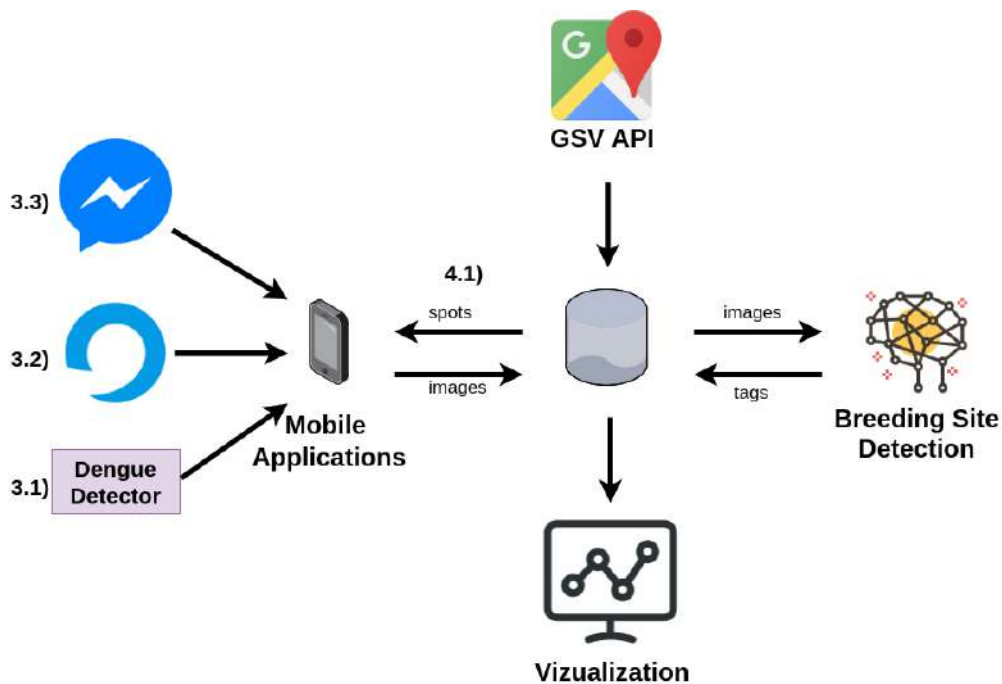 G
GSV API
3.3)
4.1)
spots
images
images
tags
3.2)
Mobile
Applications
Breeding Site
Detection
3.1)
Dengue
Detector
Vizualization